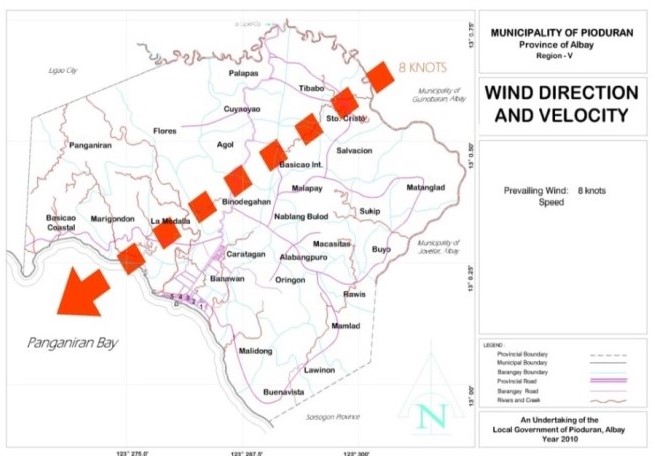 MUNICIPALITY OF PIODURAN
Province of Albay
Region - V
WIND DIRECTION
AND VELOCITY
Prevailing Wind: 8 knots
Speed
LEGEND:
Provincial Boundary
Municipal Boundary
Barangay Boundary
Provincial Road
Barangay Road
Rivers and Creek
An Undertaking of the
Local Government of Pioduran, Albay
Year 2010
8 KNOTS
Ligao City
Palapas
Tibabo
Municipality of
Guinobatan, Albay
Cuyaoyao
Sto. Cristo
Flores
Panganiran
Agol
Salvacion
Basicao Int.
Malapay
Matanglad
Binodegahan
Basicao
Coastal
Marigondon
La Medalla
Nablang Bulod
Sukip
Macasitas
Buyo
Municipality of
Jovellar, Albay
Caratagan
Alabangpuro
Banawan
Oringon
Rawis
5 4 3 2 1
Mamlad
Panganiran Bay
Malidong
Lawinon
Buenavista
Sorsogon Province
N
13° 0.75'
13° 0.50'
13° 0.25'
13° 00'
123° 275.0'
123° 287.5'
123° 300'